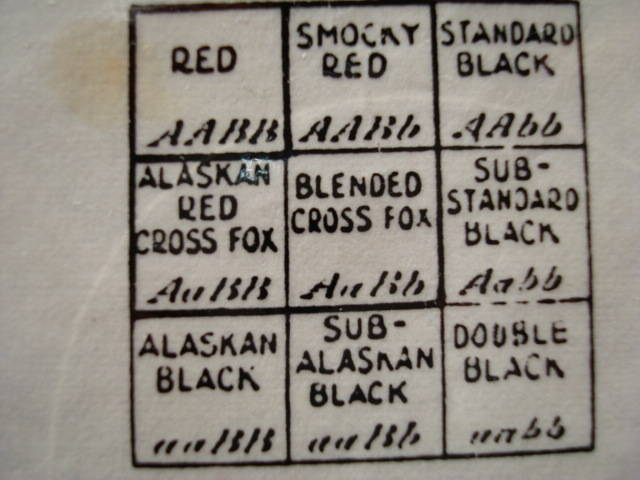 RED
AABB
SMOCKY
RED
AABb
STANDARD
BLACK
AAbb
ALASKAN
RED
CROSS FOX
AaBB
BLENDED
CROSS FOX
AaBb
SUB-
STANDARD
BLACK
Aabb
ALASKAN
BLACK
aaBB
SUB-
ALASKAN
BLACK
aaBb
DOUBLE
BLACK
aabb